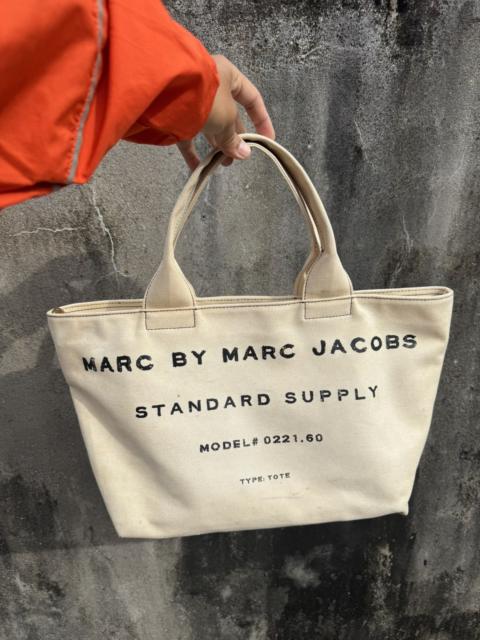 MARC BY MARC JACOBS
STANDARD SUPPLY
MODEL# 0221.60
TYPE: TOTE